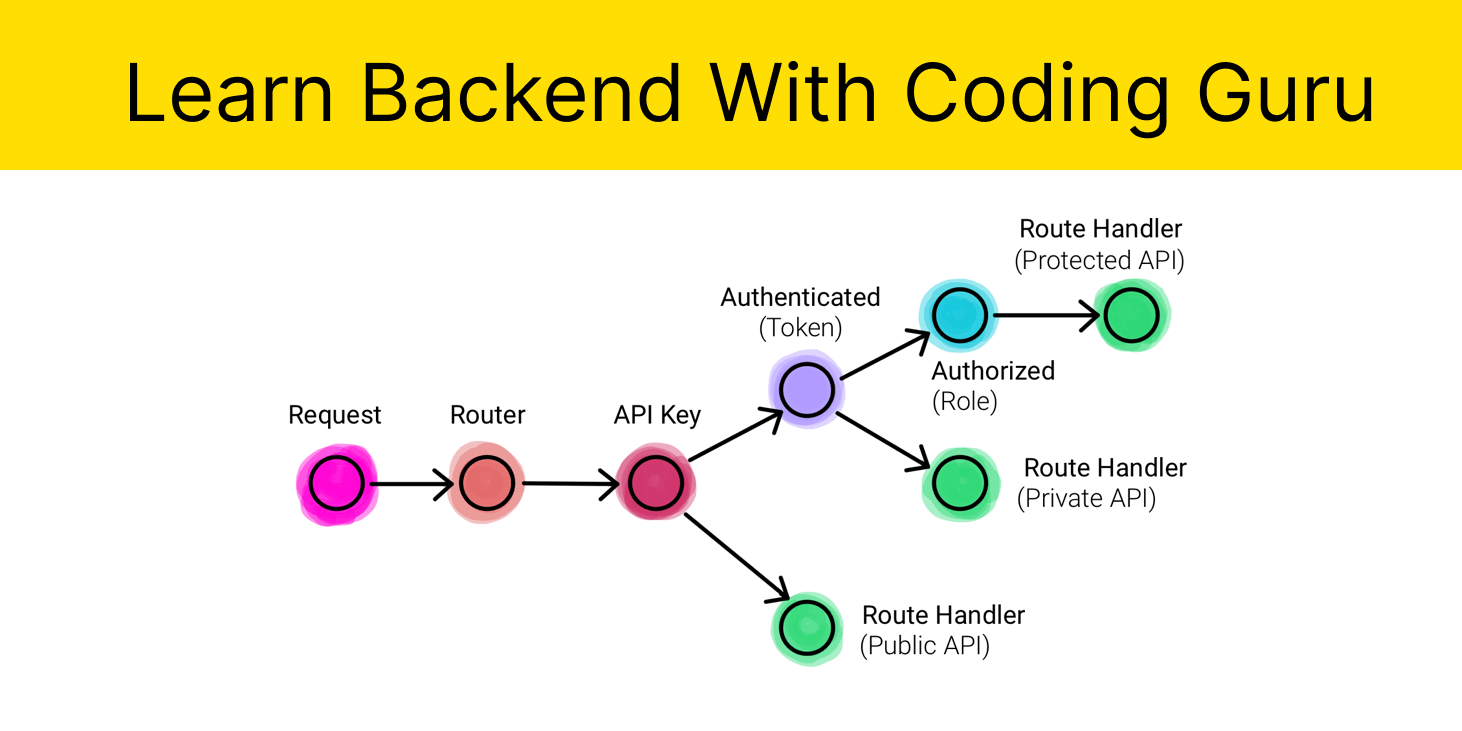 Learn Backend With Coding Guru
Route Handler
(Protected API)
Authenticated
(Token)
Authorized
(Role)
Request
Router
API Key
Route Handler
(Private API)
Route Handler
(Public API)